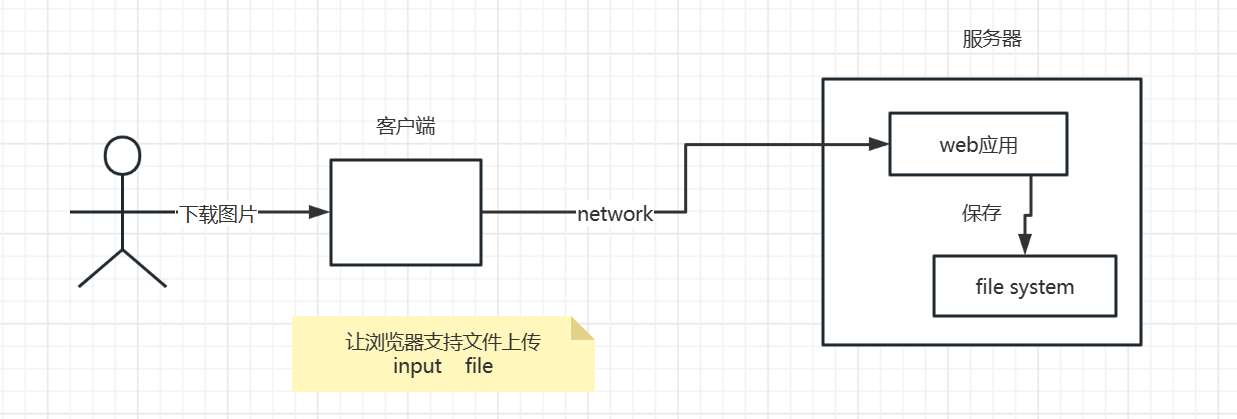 服务器
客户端
web应用
下载图片
network
保存
file system
让浏览器支持文件上传
input file